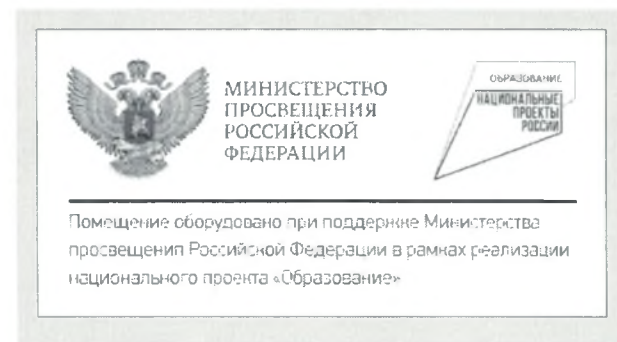 МИНИСТЕРСТВО
ПРОСВЕЩЕНИЯ
РОССИЙСКОЙ
ФЕДЕРАЦИИ
ОБРАЗОВАНИЕ
НАЦИОНАЛЬНЫЕ
ПРОЕКТЫ
РОССИИ
Помещение оборудовано при поддержке Министерства
просвещения Российской Федерации в рамках реализации
национального проекта «Образование»